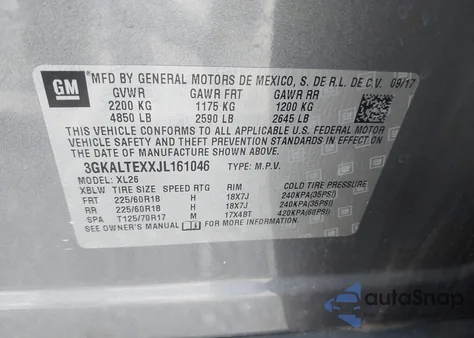 GM
MFD BY GENERAL MOTORS DE MEXICO, S. DE R.L. DE C.V. 09/17
GVWR GAWR FRT GAWR RR
2200 KG 1175 KG 1200 KG
4850 LB 2590 LB 2645 LB
THIS VEHICLE CONFORMS TO ALL APPLICABLE U.S. FEDERAL MOTOR
VEHICLE SAFETY AND THEFT PREVENTION STANDARDS IN EFFECT
ON THE DATE OF MANUFACTURE SHOWN ABOVE.
3GKALTEXXJL161046 TYPE: M.P.V.
MODEL: XL26
XBLW TIRE SIZE SPEED RTG RIM COLD TIRE PRESSURE
FRT 225/60R18 H 18X7J 240KPA(35PSI)
RR 225/60R18 H 18X7J 240KPA(35PSI)
SPA T125/70R17 M 17X4BT 420KPA(60PSI)
SEE OWNER'S MANUAL FOR ADDITIONAL INFORMATION.
autoSnap